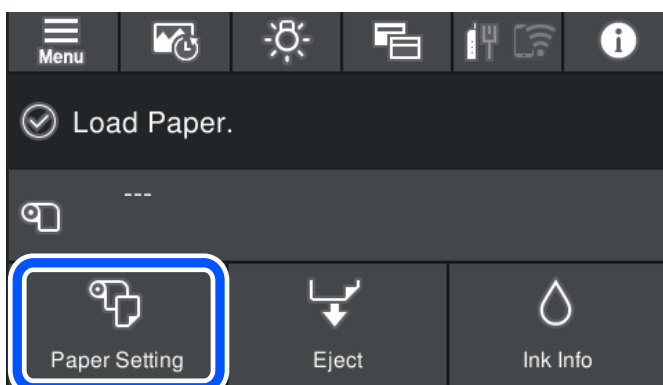 Menu
Load Paper.
---
Paper Setting
Eject
Ink Info